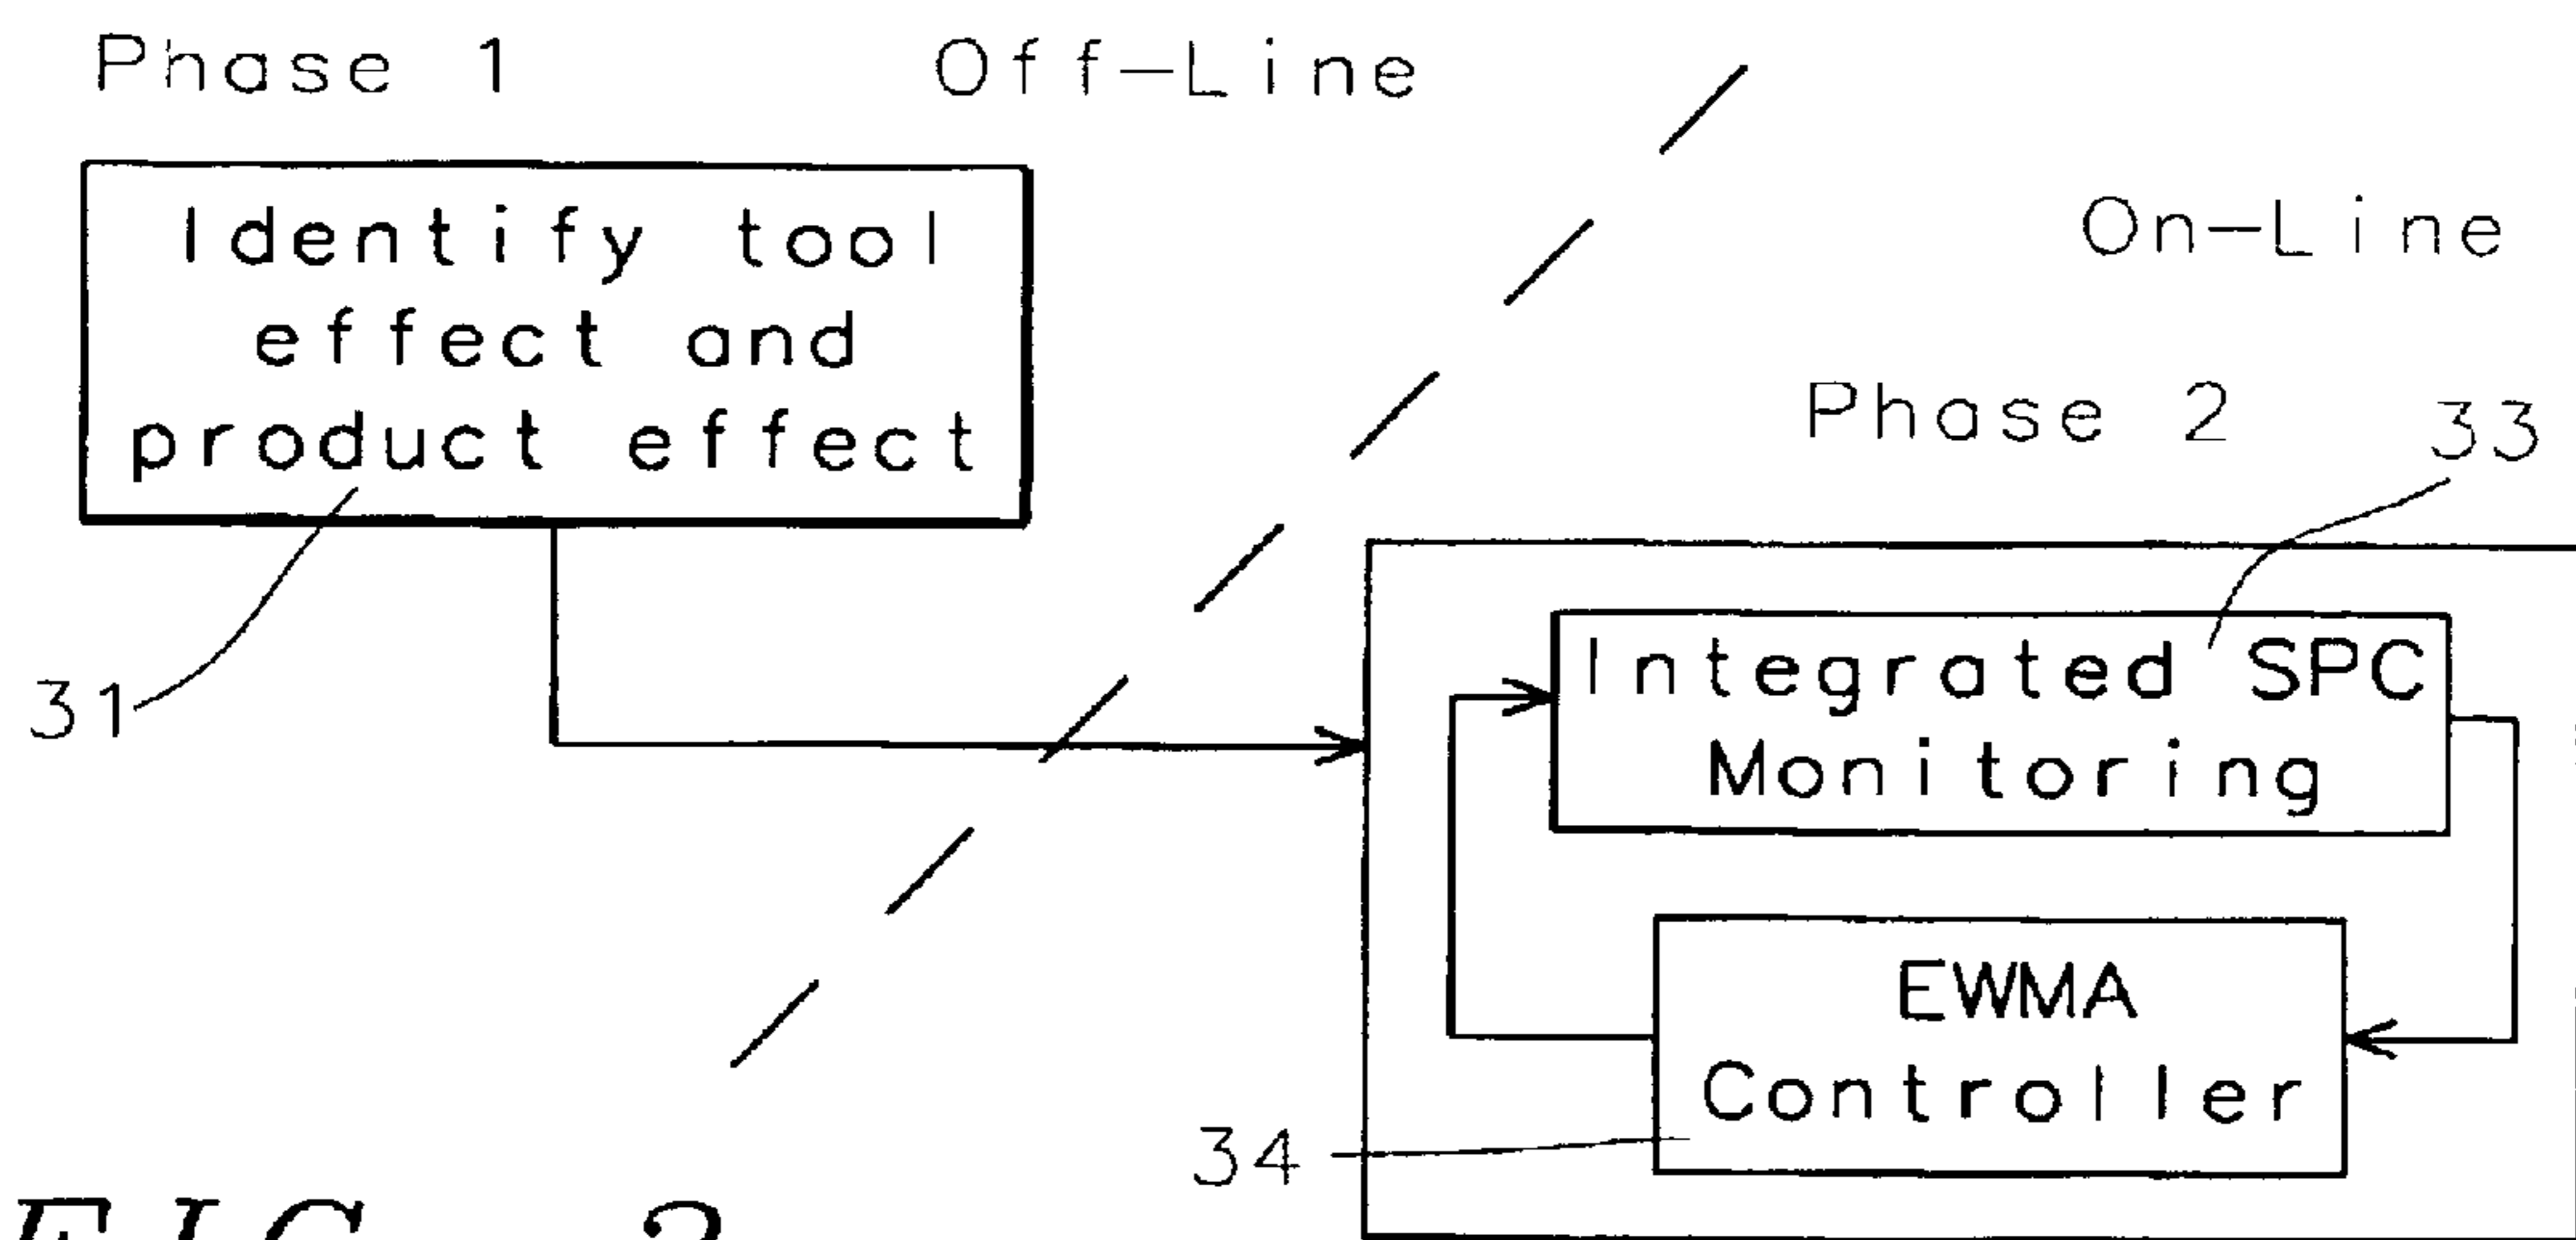 Phase 1
Off-Line
Identify tool
effect and
product effect
31
On-Line
Phase 2
33
Integrated SPC
Monitoring
EWMA
Controller
34